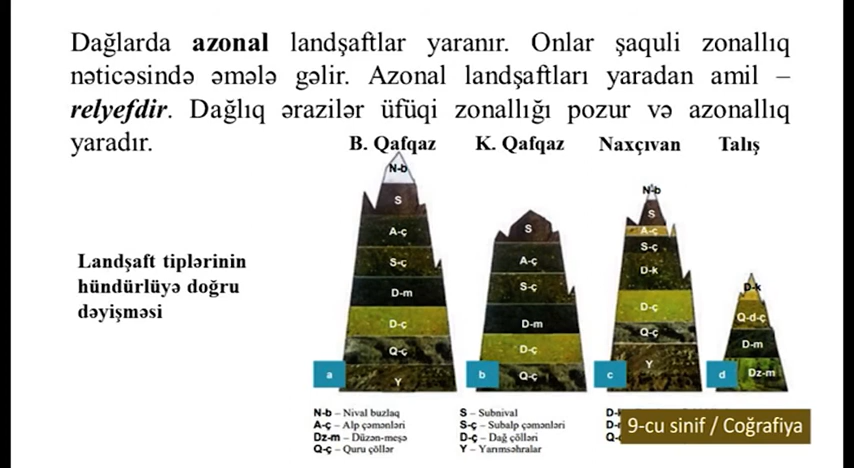 Dağlarda azonal landşaftlar yaranır. Onlar şaquli zonallıq
nəticəsində əmələ gəlir. Azonal landşaftları yaradan amil –
relyefdir. Dağlıq ərazilər üfüqi zonallığı pozur və azonallıq
yaradır.
B. Qafqaz K. Qafqaz Naxçıvan Talış
Landşaft tiplərinin
hündürlüyə doğru
dəyişməsi
N-b
S
A-ç
S-ç
D-m
D-ç
Q-ç
Y
a
S
A-ç
S-ç
D-m
D-ç
Q-ç
b
N-b
S
A-ç
S-ç
D-k
D-ç
Q-ç
Y
c
D-k
Q-d-ç
D-m
Dz-m
d
N-b – Nival buzlaq
A-ç – Alp çəmənləri
Dz-m – Düzən-meşə
Q-ç – Quru çöllər
S – Subnival
S-ç – Subalp çəmənləri
D-ç – Dağ çölləri
Y – Yarımsəhralar
9-cu sinif / Coğrafiya